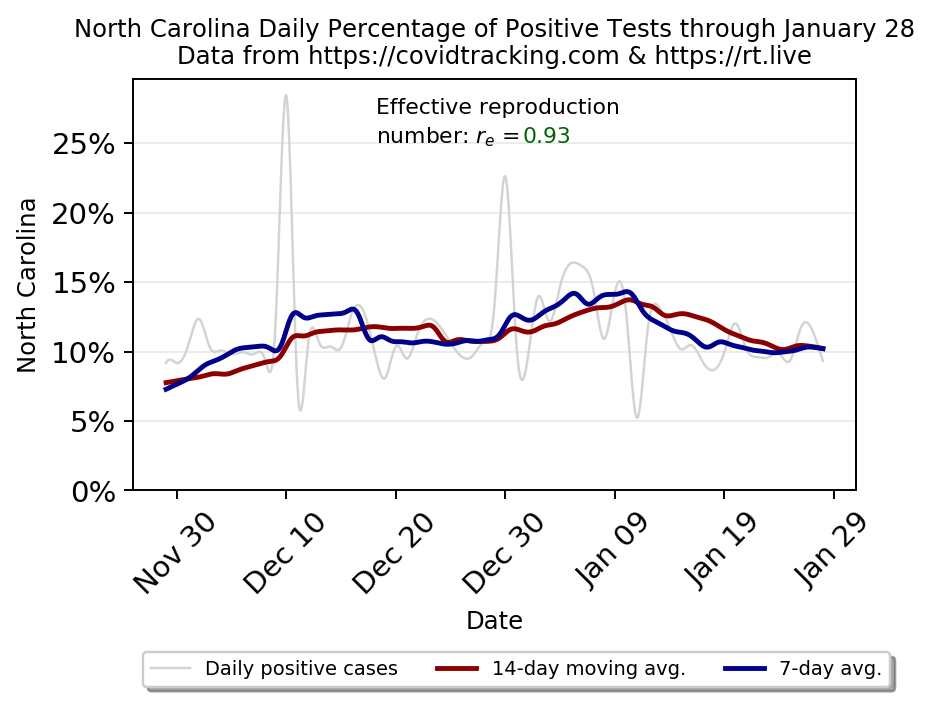 North Carolina Daily Percentage of Positive Tests through January 28
Data from https://covidtracking.com & https://rt.live
Effective reproduction
number: rₑ = 0.93
North Carolina
25%
20%
15%
10%
5%
0%
Nov 30
Dec 10
Dec 20
Dec 30
Jan 09
Jan 19
Jan 29
Date
Daily positive cases
14-day moving avg.
7-day avg.